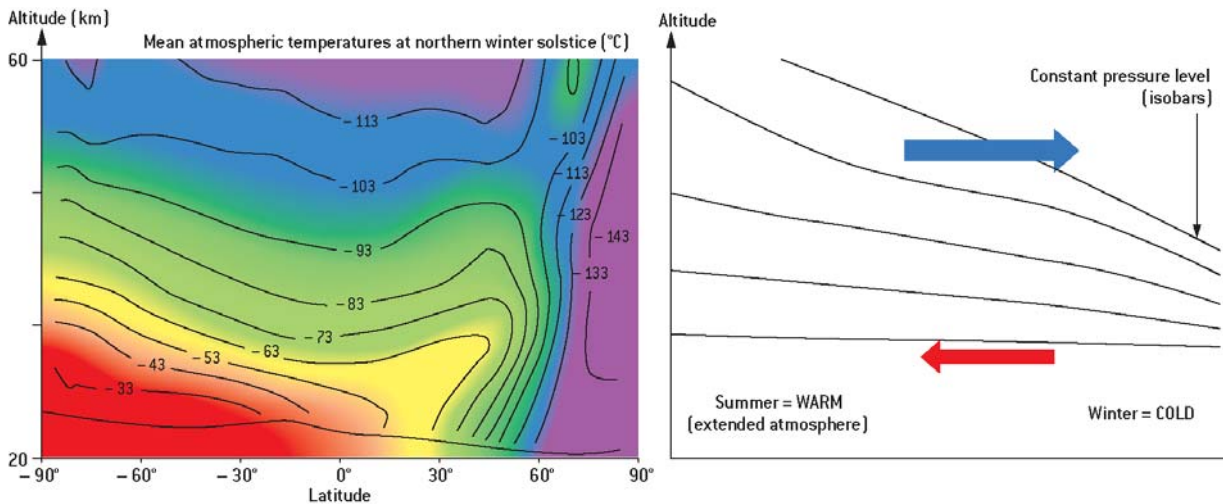 Altitude (km)
Mean atmospheric temperatures at northern winter solstice (°C)
60
20
-113
-103
-93
-83
-73
-63
-53
-43
-33
-103
-113
-123
-143
-133
-90°
-60°
-30°
0°
30°
60°
90°
Latitude
Altitude
Constant pressure level
(isobars)
Summer = WARM
(extended atmosphere)
Winter = COLD